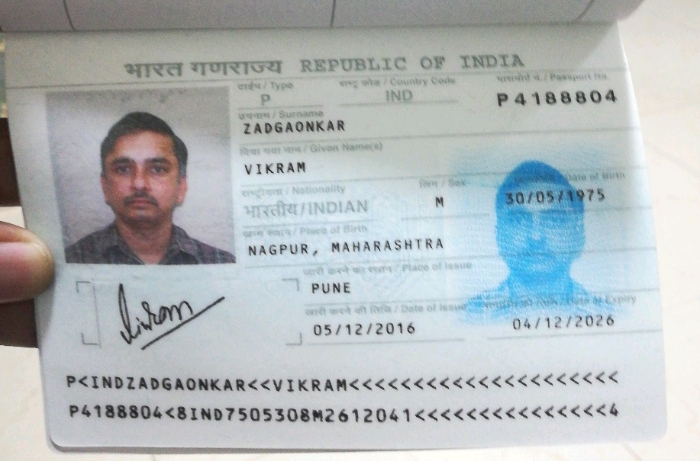 भारत गणराज्य REPUBLIC OF INDIA
टाईप / Type राष्ट्र कोड / Country Code पासपोर्ट नं. / Passport No.
P IND P4188804
उपनाम / Surname
ZADGAONKAR
दिया गया नाम / Given Name(s)
VIKRAM
राष्ट्रीयता / Nationality लिंग / Sex Date of Birth
भारतीय/INDIAN M 30/05/1975
जन्म स्थान / Place of Birth
NAGPUR, MAHARASHTRA
जारी करने का स्थान / Place of Issue
PUNE
जारी करने की तिथि / Date of Issue समाप्ति की तिथि / Date of Expiry
05/12/2016 04/12/2026
Vikram
P<INDZADGAONKAR<<VIKRAM<<<<<<<<<<<<<<<<<<<<<
P4188804<8IND7505308M2612041<<<<<<<<<<<<<<<4